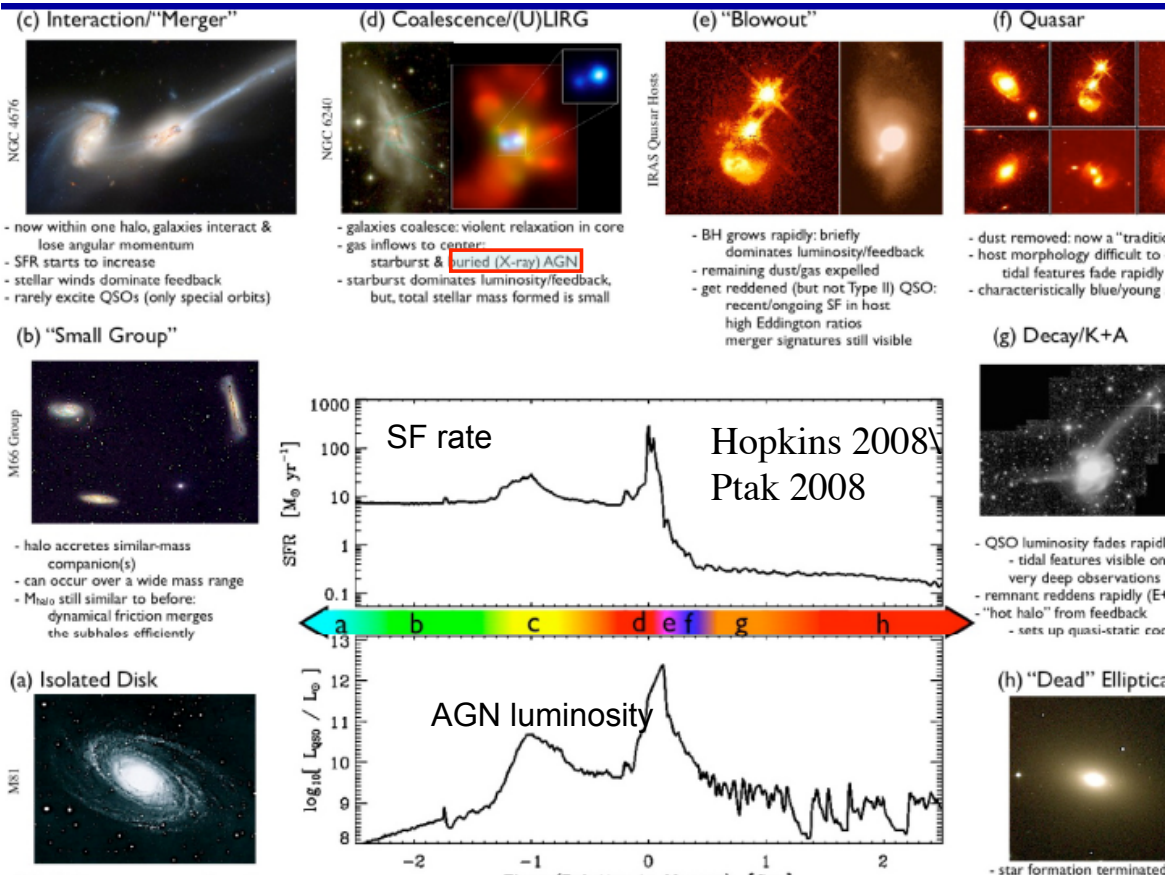 (c) Interaction/“Merger”
NGC 4676
- now within one halo, galaxies interact &
lose angular momentum
- SFR starts to increase
- stellar winds dominate feedback
- rarely excite QSOs (only special orbits)
(d) Coalescence/(U)LIRG
NGC 6240
- galaxies coalesce: violent relaxation in core
- gas inflows to center:
starburst & buried (X-ray) AGN
- starburst dominates luminosity/feedback,
but, total stellar mass formed is small
(e) “Blowout”
IRAS Quasar Hosts
- BH grows rapidly: briefly
dominates luminosity/feedback
- remaining dust/gas expelled
- get reddened (but not Type II) QSO:
recent/ongoing SF in host
high Eddington ratios
merger signatures still visible
(f) Quasar
- dust removed: now a “traditio
- host morphology difficult to
tidal features fade rapidly
- characteristically blue/young
(b) “Small Group”
M66 Group
- halo accretes similar-mass
companion(s)
- can occur over a wide mass range
- Mhalo still similar to before:
dynamical friction merges
the subhalos efficiently
(a) Isolated Disk
M81
SF rate
Hopkins 2008\
Ptak 2008
SFR [M⊙ yr⁻¹]
1000
100
10
1
0.1
a b c d e f g h
AGN luminosity
log₁₀[ L_QSO / L⊙ ]
13
12
11
10
9
8
-2 -1 0 1 2
(g) Decay/K+A
- QSO luminosity fades rapidl
- tidal features visible on
very deep observations
- remnant reddens rapidly (E+
- “hot halo” from feedback
- sets up quasi-static coo
(h) “Dead” Elliptica
- star formation terminated